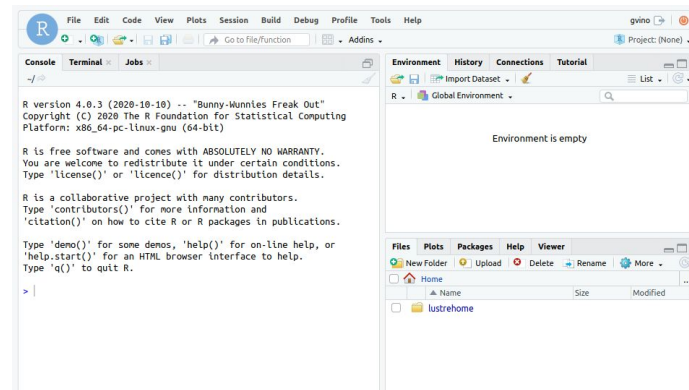 R
File Edit Code View Plots Session Build Debug Profile Tools Help
gvino
Go to file/function
Addins
Project: (None)
Console Terminal Jobs
~/
R version 4.0.3 (2020-10-10) -- "Bunny-Wunnies Freak Out"
Copyright (C) 2020 The R Foundation for Statistical Computing
Platform: x86_64-pc-linux-gnu (64-bit)
R is free software and comes with ABSOLUTELY NO WARRANTY.
You are welcome to redistribute it under certain conditions.
Type 'license()' or 'licence()' for distribution details.
R is a collaborative project with many contributors.
Type 'contributors()' for more information and
'citation()' on how to cite R or R packages in publications.
Type 'demo()' for some demos, 'help()' for on-line help, or
'help.start()' for an HTML browser interface to help.
Type 'q()' to quit R.
>
Environment History Connections Tutorial
Import Dataset
List
R Global Environment
Environment is empty
Files Plots Packages Help Viewer
New Folder Upload Delete Rename More
Home
...
Name Size Modified
lustrehome